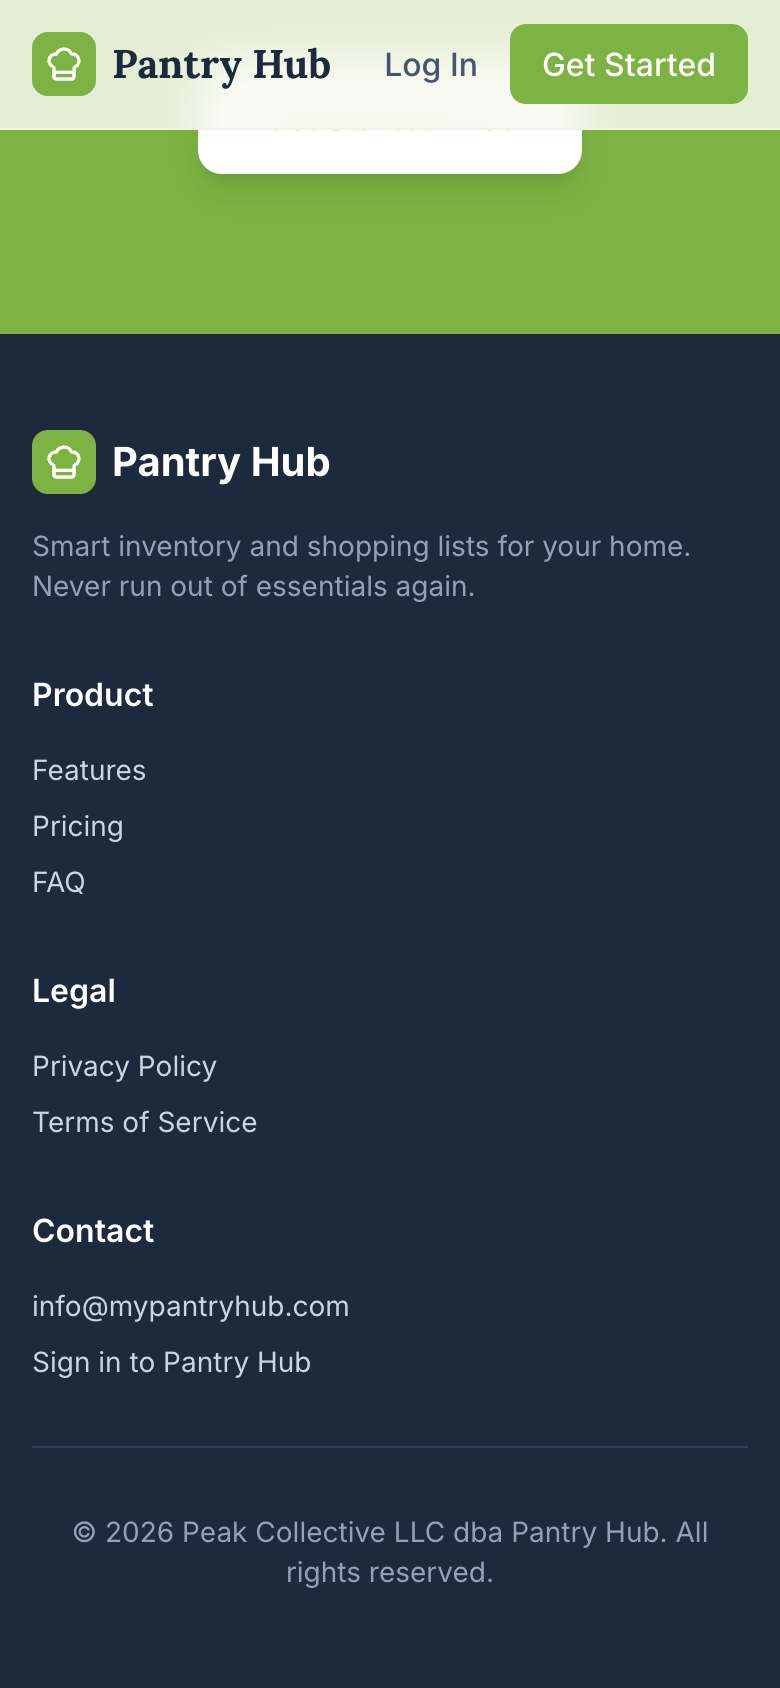 Pantry Hub
Log In
Get Started
Pantry Hub
Smart inventory and shopping lists for your home.
Never run out of essentials again.
Product
Features
Pricing
FAQ
Legal
Privacy Policy
Terms of Service
Contact
info@mypantryhub.com
Sign in to Pantry Hub
© 2026 Peak Collective LLC dba Pantry Hub. All
rights reserved.